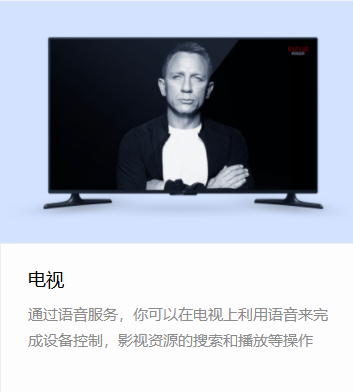 电视
通过语音服务，你可以在电视上利用语音来完
成设备控制，影视资源的搜索和播放等操作